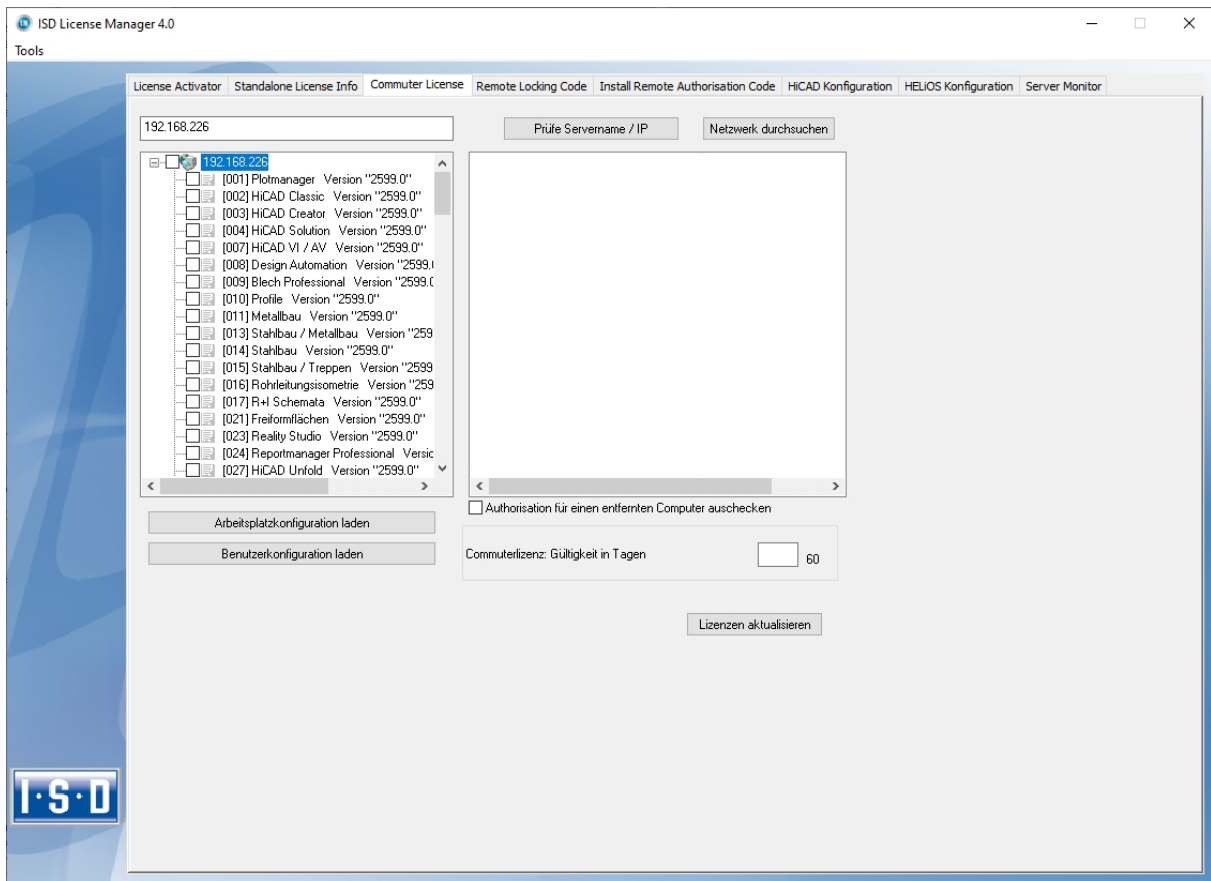 ISD License Manager 4.0
Tools
License Activator Standalone License Info Commuter License Remote Locking Code Install Remote Authorisation Code HiCAD Konfiguration HELiOS Konfiguration Server Monitor
192.168.226 Prüfe Servername / IP Netzwerk durchsuchen
192.168.226
[001] Plotmanager Version "2599.0"
[002] HiCAD Classic Version "2599.0"
[003] HiCAD Creator Version "2599.0"
[004] HiCAD Solution Version "2599.0"
[007] HiCAD VI / AV Version "2599.0"
[008] Design Automation Version "2599.
[009] Blech Professional Version "2599.
[010] Profile Version "2599.0"
[011] Metallbau Version "2599.0"
[013] Stahlbau / Metallbau Version "259
[014] Stahlbau Version "2599.0"
[015] Stahlbau / Treppen Version "2599
[016] Rohrleitungsisometrie Version "259
[017] R+I Schemata Version "2599.0"
[021] Freiformflächen Version "2599.0"
[023] Reality Studio Version "2599.0"
[024] Reportmanager Professional Versic
[027] HiCAD Unfold Version "2599.0"
Authorisation für einen entfernten Computer auschecken
Arbeitsplatzkonfiguration laden
Benutzerkonfiguration laden
Commuterlizenz: Gültigkeit in Tagen 60
Lizenzen aktualisieren
I·S·D